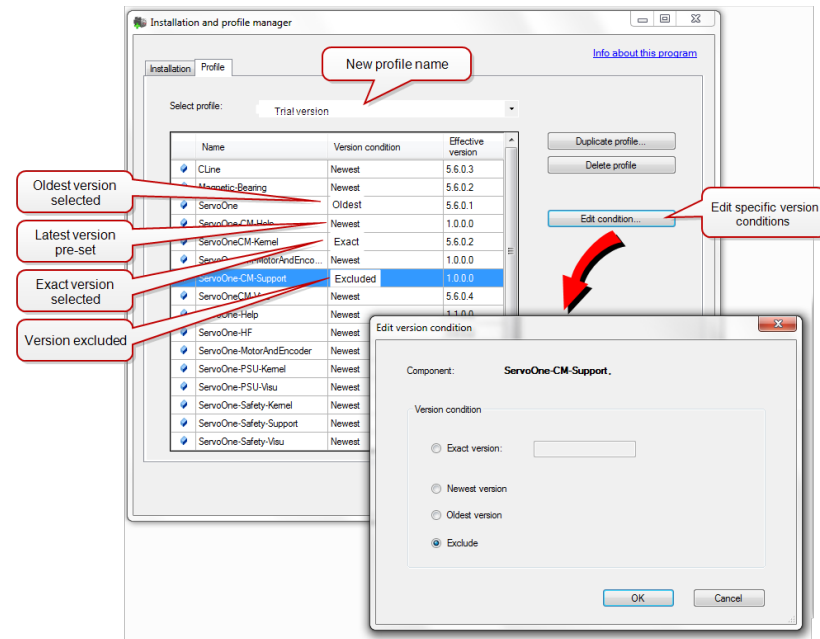 Installation and profile manager
Info about this program
Installation Profile
New profile name
Select profile:
Trial version
Name Version condition Effective version
CLine Newest 5.6.0.3
Magnetic-Bearing Newest 5.6.0.2
ServoOne Oldest 5.6.0.1
ServoOne-CM-Help Newest 1.0.0.0
ServoOneCM-Kernel Exact 5.6.0.2
Newest 1.0.0.0
ServoOne-CM-Support Excluded 1.0.0.0
Newest 5.6.0.4
ServoOne-Help Newest 1.1.0.0
ServoOne-HF Newest
ServoOne-MotorAndEncoder Newest
ServoOne-PSU-Kernel Newest
ServoOne-PSU-Visu Newest
ServoOne-Safety-Kernel Newest
ServoOne-Safety-Support Newest
ServoOne-Safety-Visu Newest
Duplicate profile...
Delete profile
Edit condition...
Oldest version
selected
Latest version
pre-set
Exact version
selected
Version excluded
Edit specific version
conditions
Edit version condition
Component: ServoOne-CM-Support.
Version condition
Exact version:
Newest version
Oldest version
Exclude
OK Cancel